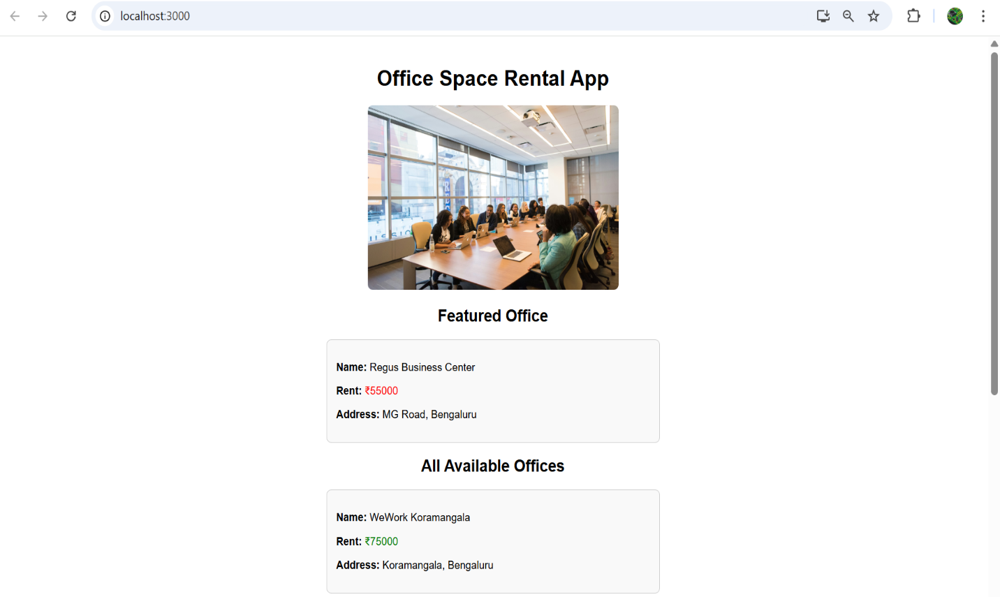 localhost:3000
Office Space Rental App
Featured Office
Name: Regus Business Center
Rent: ₹55000
Address: MG Road, Bengaluru
All Available Offices
Name: WeWork Koramangala
Rent: ₹75000
Address: Koramangala, Bengaluru